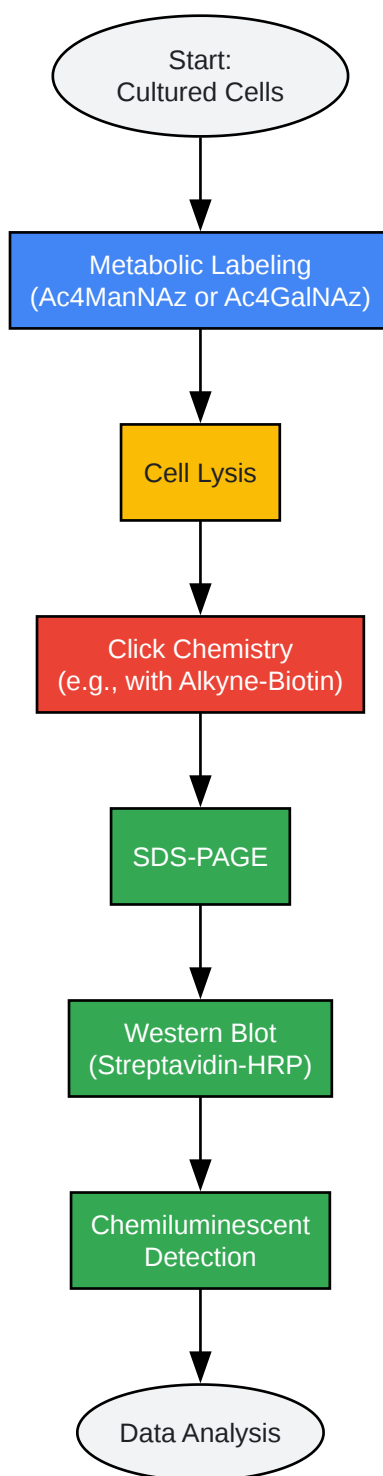 Start:
Cultured Cells
Metabolic Labeling
(Ac4ManNAz or Ac4GalNAz)
Cell Lysis
Click Chemistry
(e.g., with Alkyne-Biotin)
SDS-PAGE
Western Blot
(Streptavidin-HRP)
Chemiluminescent
Detection
Data Analysis